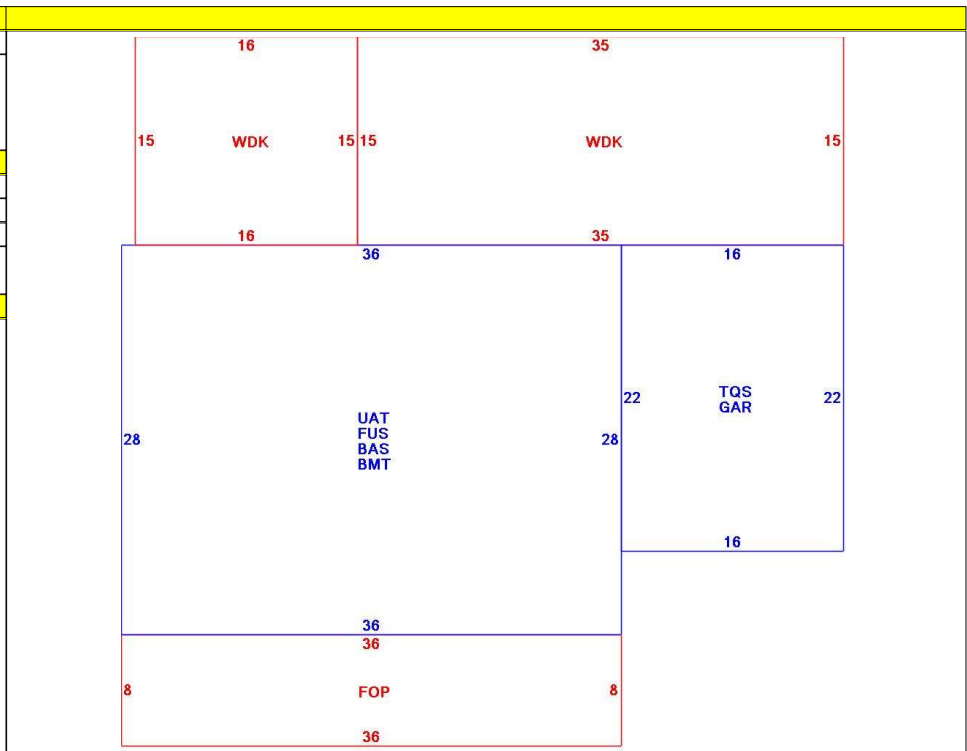 16 35
15 WDK 15 15 WDK 15
16 35
36 16
28 UAT 28 22 TQS 22
FUS GAR
BAS
BMT
16
36
36
8 FOP 8
36